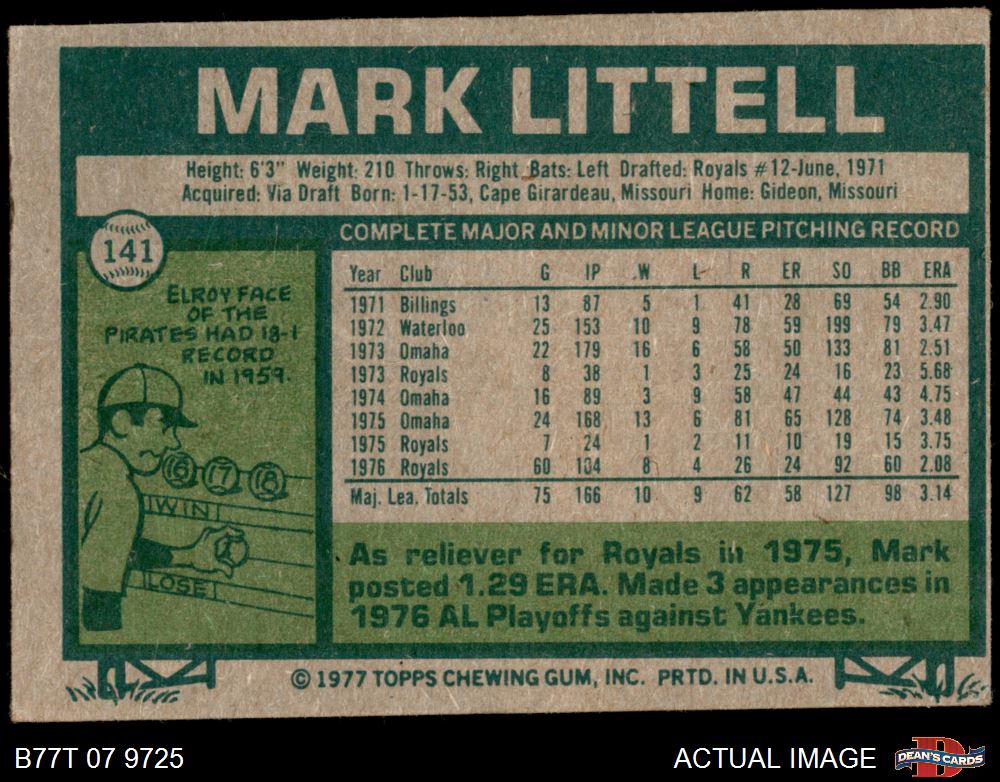 MARK LITTELL
Height: 6'3" Weight: 210 Throws: Right Bats: Left Drafted: Royals #12-June, 1971
Acquired: Via Draft Born: 1-17-53, Cape Girardeau, Missouri Home: Gideon, Missouri
141
ELROY FACE
OF THE
PIRATES HAD 18-1
RECORD
IN 1959.
16 17 18
WIN
1
LOSE
COMPLETE MAJOR AND MINOR LEAGUE PITCHING RECORD
Year Club G IP W L R ER SO BB ERA
1971 Billings 13 87 5 1 41 28 69 54 2.90
1972 Waterloo 25 153 10 9 78 59 199 79 3.47
1973 Omaha 22 179 16 6 58 50 133 81 2.51
1973 Royals 8 38 1 3 25 24 16 23 5.68
1974 Omaha 16 89 3 9 58 47 44 43 4.75
1975 Omaha 24 168 13 6 81 65 128 74 3.48
1975 Royals 7 24 1 2 11 10 19 15 3.75
1976 Royals 60 104 8 4 26 24 92 60 2.08
Maj. Lea. Totals 75 166 10 9 62 58 127 98 3.14
As reliever for Royals in 1975, Mark
posted 1.29 ERA. Made 3 appearances in
1976 AL Playoffs against Yankees.
© 1977 TOPPS CHEWING GUM, INC. PRTD. IN U.S.A.
B77T 07 9725
ACTUAL IMAGE
D
DEAN'S CARDS